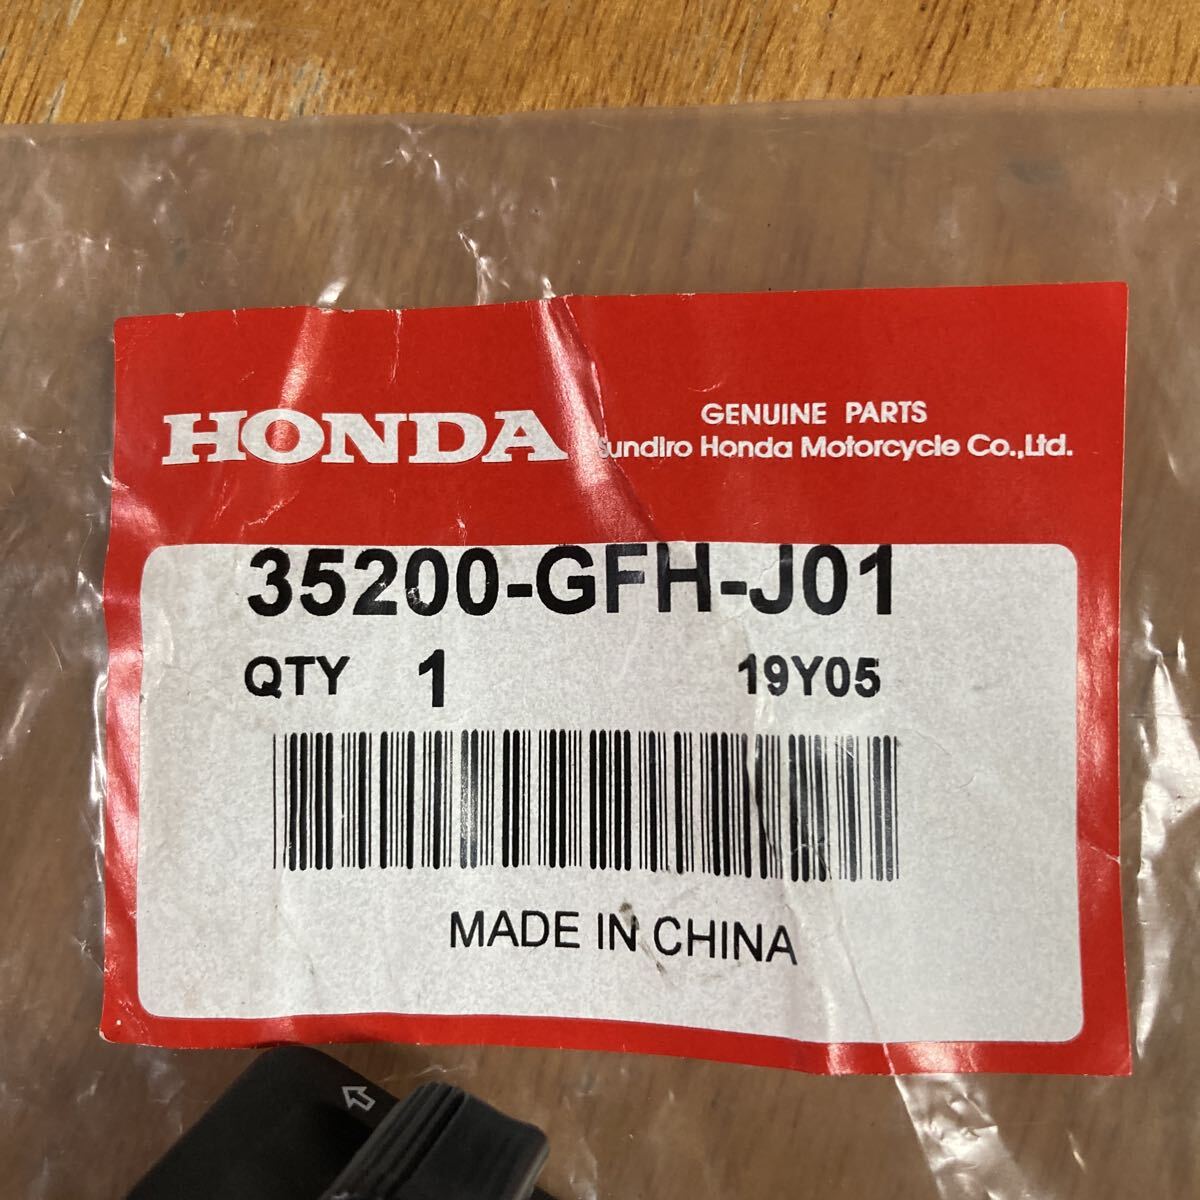 HONDA
GENUINE PARTS
Sundiro Honda Motorcycle Co.,Ltd.
35200-GFH-J01
QTY 1 19Y05
MADE IN CHINA